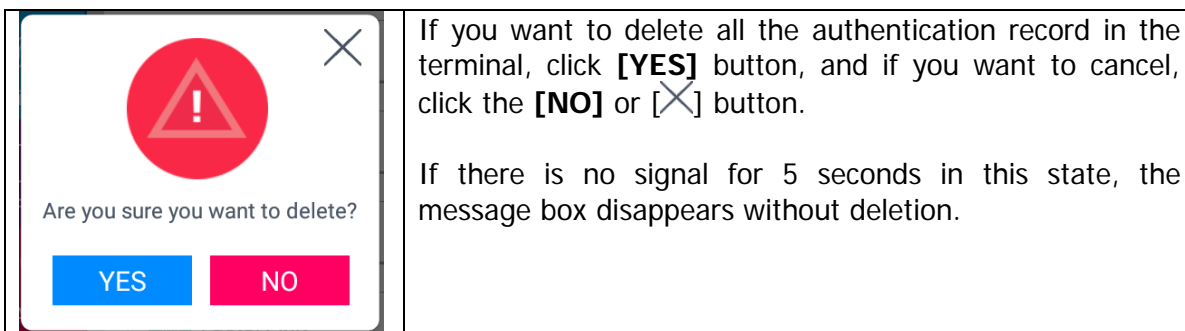 !
Are you sure you want to delete?
YES NO
If you want to delete all the authentication record in the
terminal, click [YES] button, and if you want to cancel,
click the [NO] or [X] button.
If there is no signal for 5 seconds in this state, the
message box disappears without deletion.